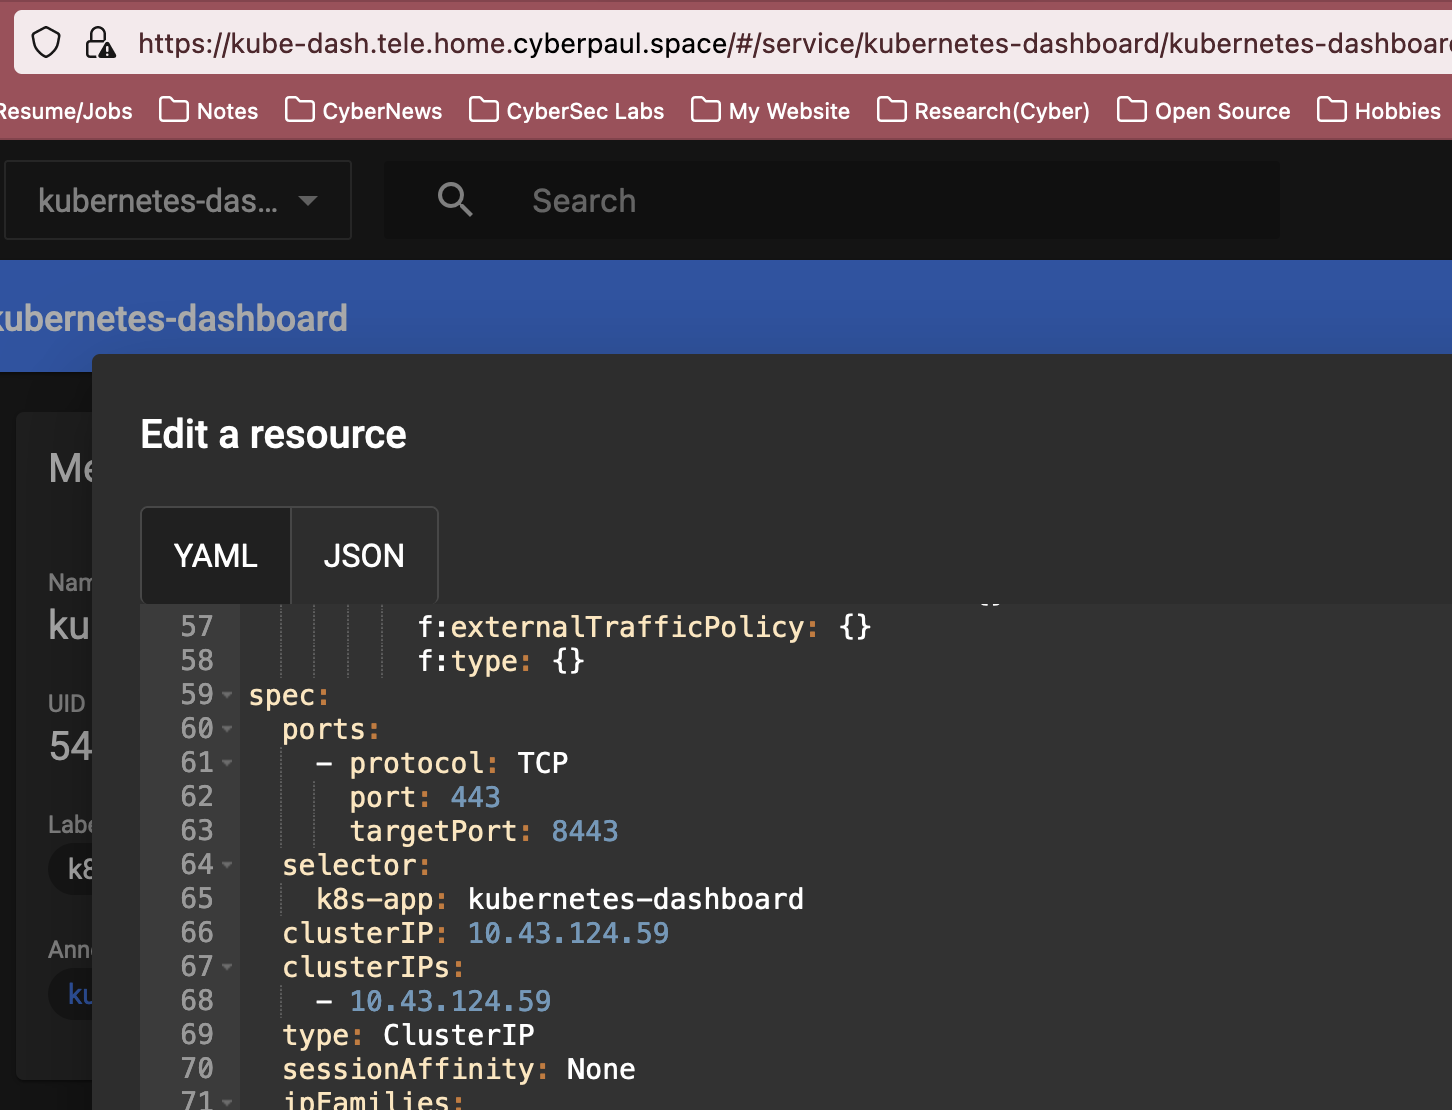 https://kube-dash.tele.home.cyberpaul.space/#/service/kubernetes-dashboard/kubernetes-dashboar
Resume/Jobs Notes CyberNews CyberSec Labs My Website Research(Cyber) Open Source Hobbies
kubernetes-das... Search
kubernetes-dashboard
Edit a resource
Me
YAML JSON
Nam
ku
UID
54
Labe
k8
Anno
ku
57 f:externalTrafficPolicy: {}
58 f:type: {}
59 spec:
60 ports:
61 - protocol: TCP
62 port: 443
63 targetPort: 8443
64 selector:
65 k8s-app: kubernetes-dashboard
66 clusterIP: 10.43.124.59
67 clusterIPs:
68 - 10.43.124.59
69 type: ClusterIP
70 sessionAffinity: None
71 ipFamilies: